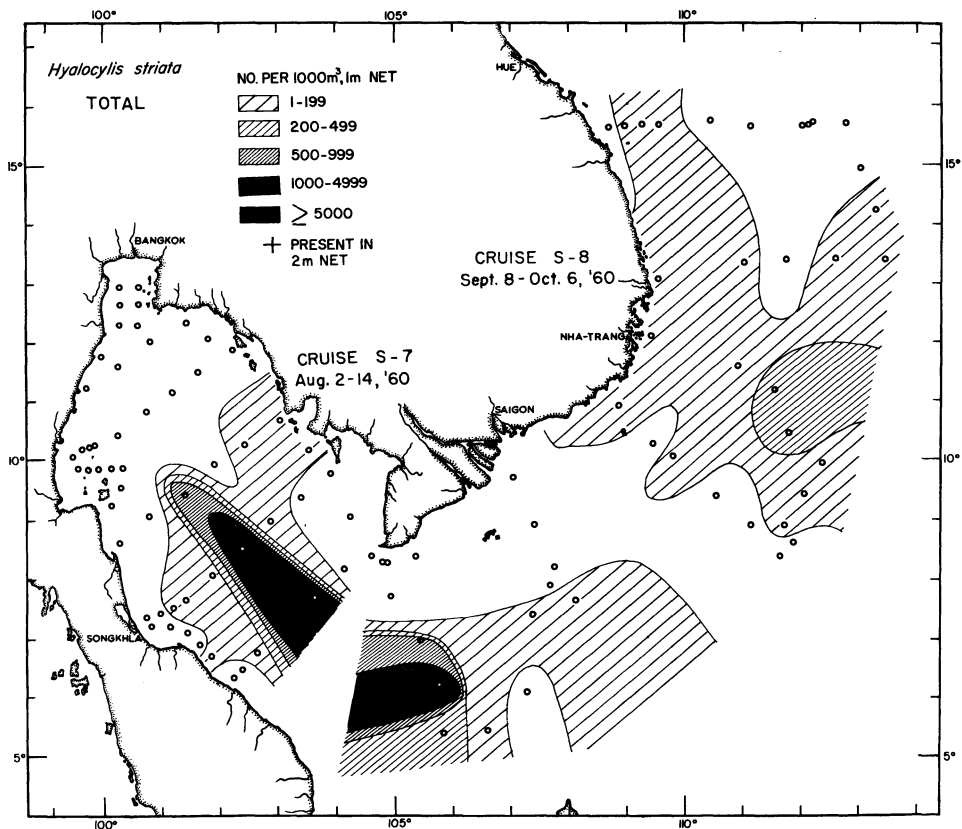 100° 105° 110°
Hyalocylis striata
TOTAL
NO. PER 1000m³, 1m NET
1-199
200-499
500-999
1000-4999
≥ 5000
+ PRESENT IN
2m NET
HUE
15° 15°
BANGKOK
CRUISE S-8
Sept. 8-Oct. 6, '60
NHA-TRANG
CRUISE S-7
Aug. 2-14, '60
SAIGON
10° 10°
SONGKHLA
5° 5°
100° 105° 110°